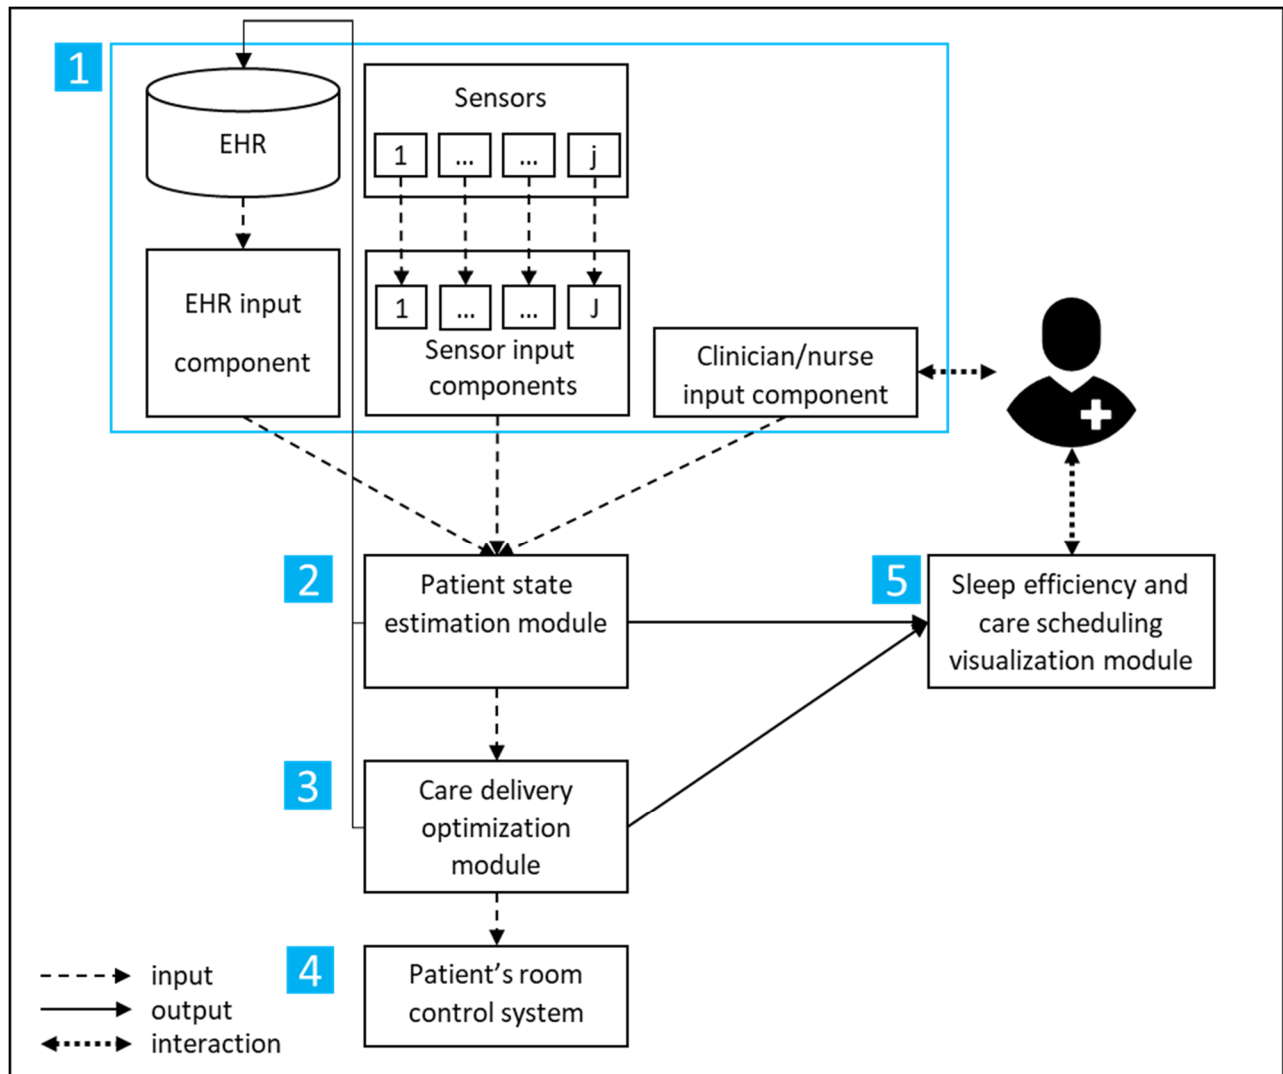 1
EHR
Sensors
1
...
...
j
EHR input
component
1
...
...
J
Sensor input
components
Clinician/nurse
input component
2
Patient state
estimation module
5
Sleep efficiency and
care scheduling
visualization module
3
Care delivery
optimization
module
4
Patient’s room
control system
input
output
interaction